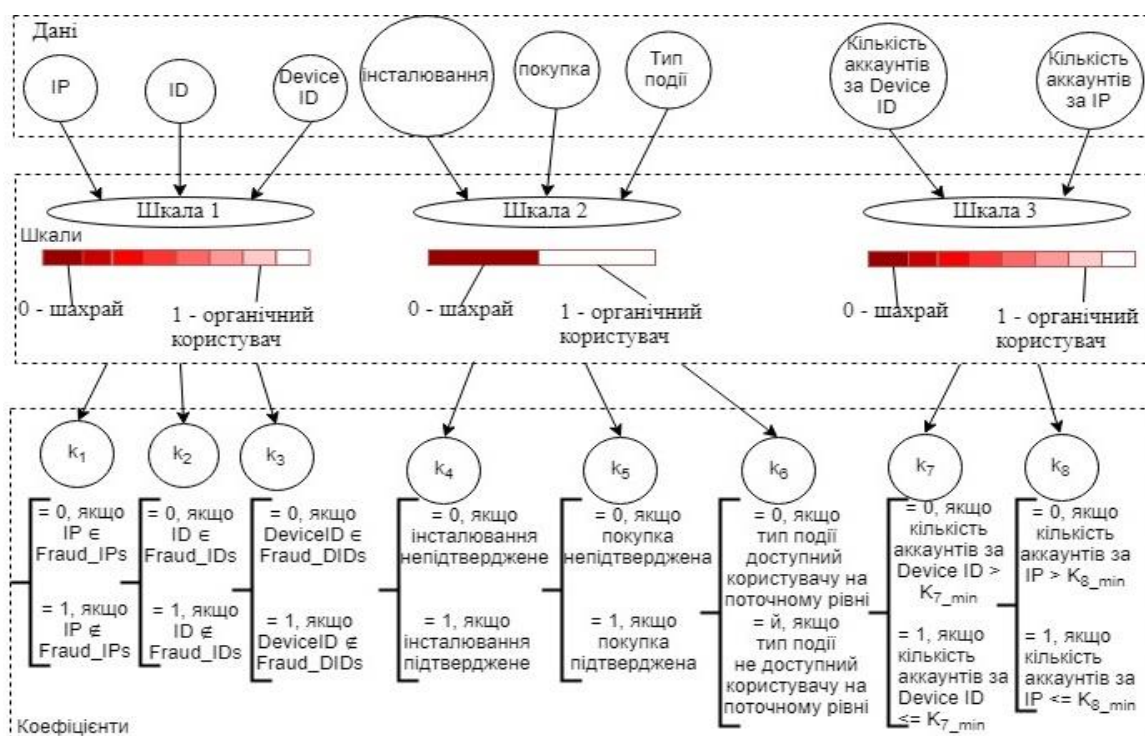 Дані
IP
ID
Device
ID
інсталювання
покупка
Тип
події
Кількість
аккаунтів
за Device
ID
Кількість
аккаунтів
за IP
Шкала 1
Шкала 2
Шкала 3
Шкали
0 - шахрай
1 - органічний
користувач
0 - шахрай
1 - органічний
користувач
0 - шахрай
1 - органічний
користувач
k1
k2
k3
k4
k5
k6
k7
k8
= 0, якщо
IP ∈
Fraud_IPs
= 1, якщо
IP ∉
Fraud_IPs
= 0, якщо
ID ∈
Fraud_IDs
= 1, якщо
ID ∉
Fraud_IDs
= 0, якщо
DeviceID ∈
Fraud_DIDs
= 1, якщо
DeviceID ∉
Fraud_DIDs
= 0, якщо
інсталювання
непідтверджене
= 1, якщо
інсталювання
підтверджене
= 0, якщо
покупка
непідтверджена
= 1, якщо
покупка
підтверджена
= 0, якщо
тип події
доступний
користувачу на
поточному рівні
= й, якщо
тип події
не доступний
користувачу на
поточному рівні
= 0, якщо
кількість
аккаунтів за
Device ID >
K7_min
= 1, якщо
кількість
аккаунтів за
Device ID
<= K7_min
= 0, якщо
кількість
аккаунтів за
IP > K8_min
= 1, якщо
кількість
аккаунтів за
IP <= K8_min
Коефіцієнти